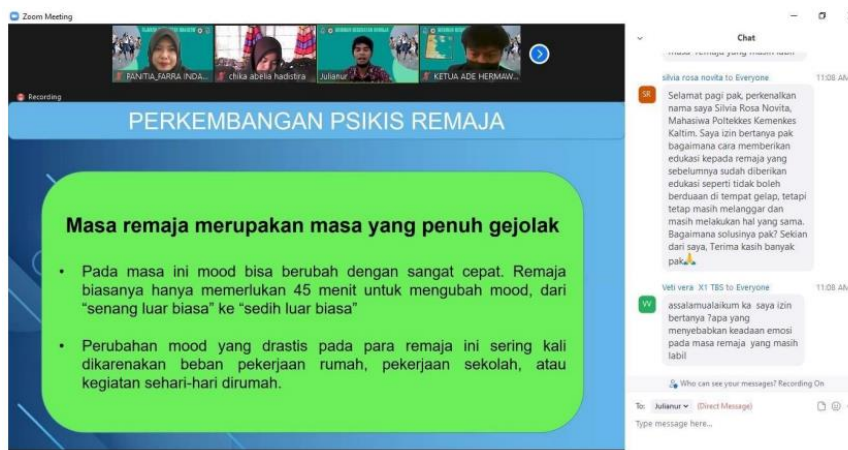 Zoom Meeting
PANITIA_FARRA INDA...
chika abelia hadistira
Julianur
KETUA ADE HERMAW...
Recording
PERKEMBANGAN PSIKIS REMAJA
Masa remaja merupakan masa yang penuh gejolak
• Pada masa ini mood bisa berubah dengan sangat cepat. Remaja
biasanya hanya memerlukan 45 menit untuk mengubah mood, dari
“senang luar biasa” ke “sedih luar biasa”
• Perubahan mood yang drastis pada para remaja ini sering kali
dikarenakan beban pekerjaan rumah, pekerjaan sekolah, atau
kegiatan sehari-hari dirumah.
Chat
silvia rosa novita to Everyone 11:08 AM
SR
Selamat pagi pak, perkenalkan
nama saya Silvia Rosa Novita,
Mahasiwa Poltekkes Kemenkes
Kaltim. Saya izin bertanya pak
bagaimana cara memberikan
edukasi kepada remaja yang
sebelumnya sudah diberikan
edukasi seperti tidak boleh
berduaan di tempat gelap, tetapi
tetap masih melanggar dan
masih melakukan hal yang sama.
Bagaimana solusinya pak? Sekian
dari saya, Terima kasih banyak
pak🙏
Veti vera X1 TBS to Everyone 11:08 AM
VV
assalamualaikum ka saya izin
bertanya ?apa yang
menyebabkan keadaan emosi
pada masa remaja yang masih
labil
Who can see your messages? Recording On
To: Julianur (Direct Message)
Type message here...